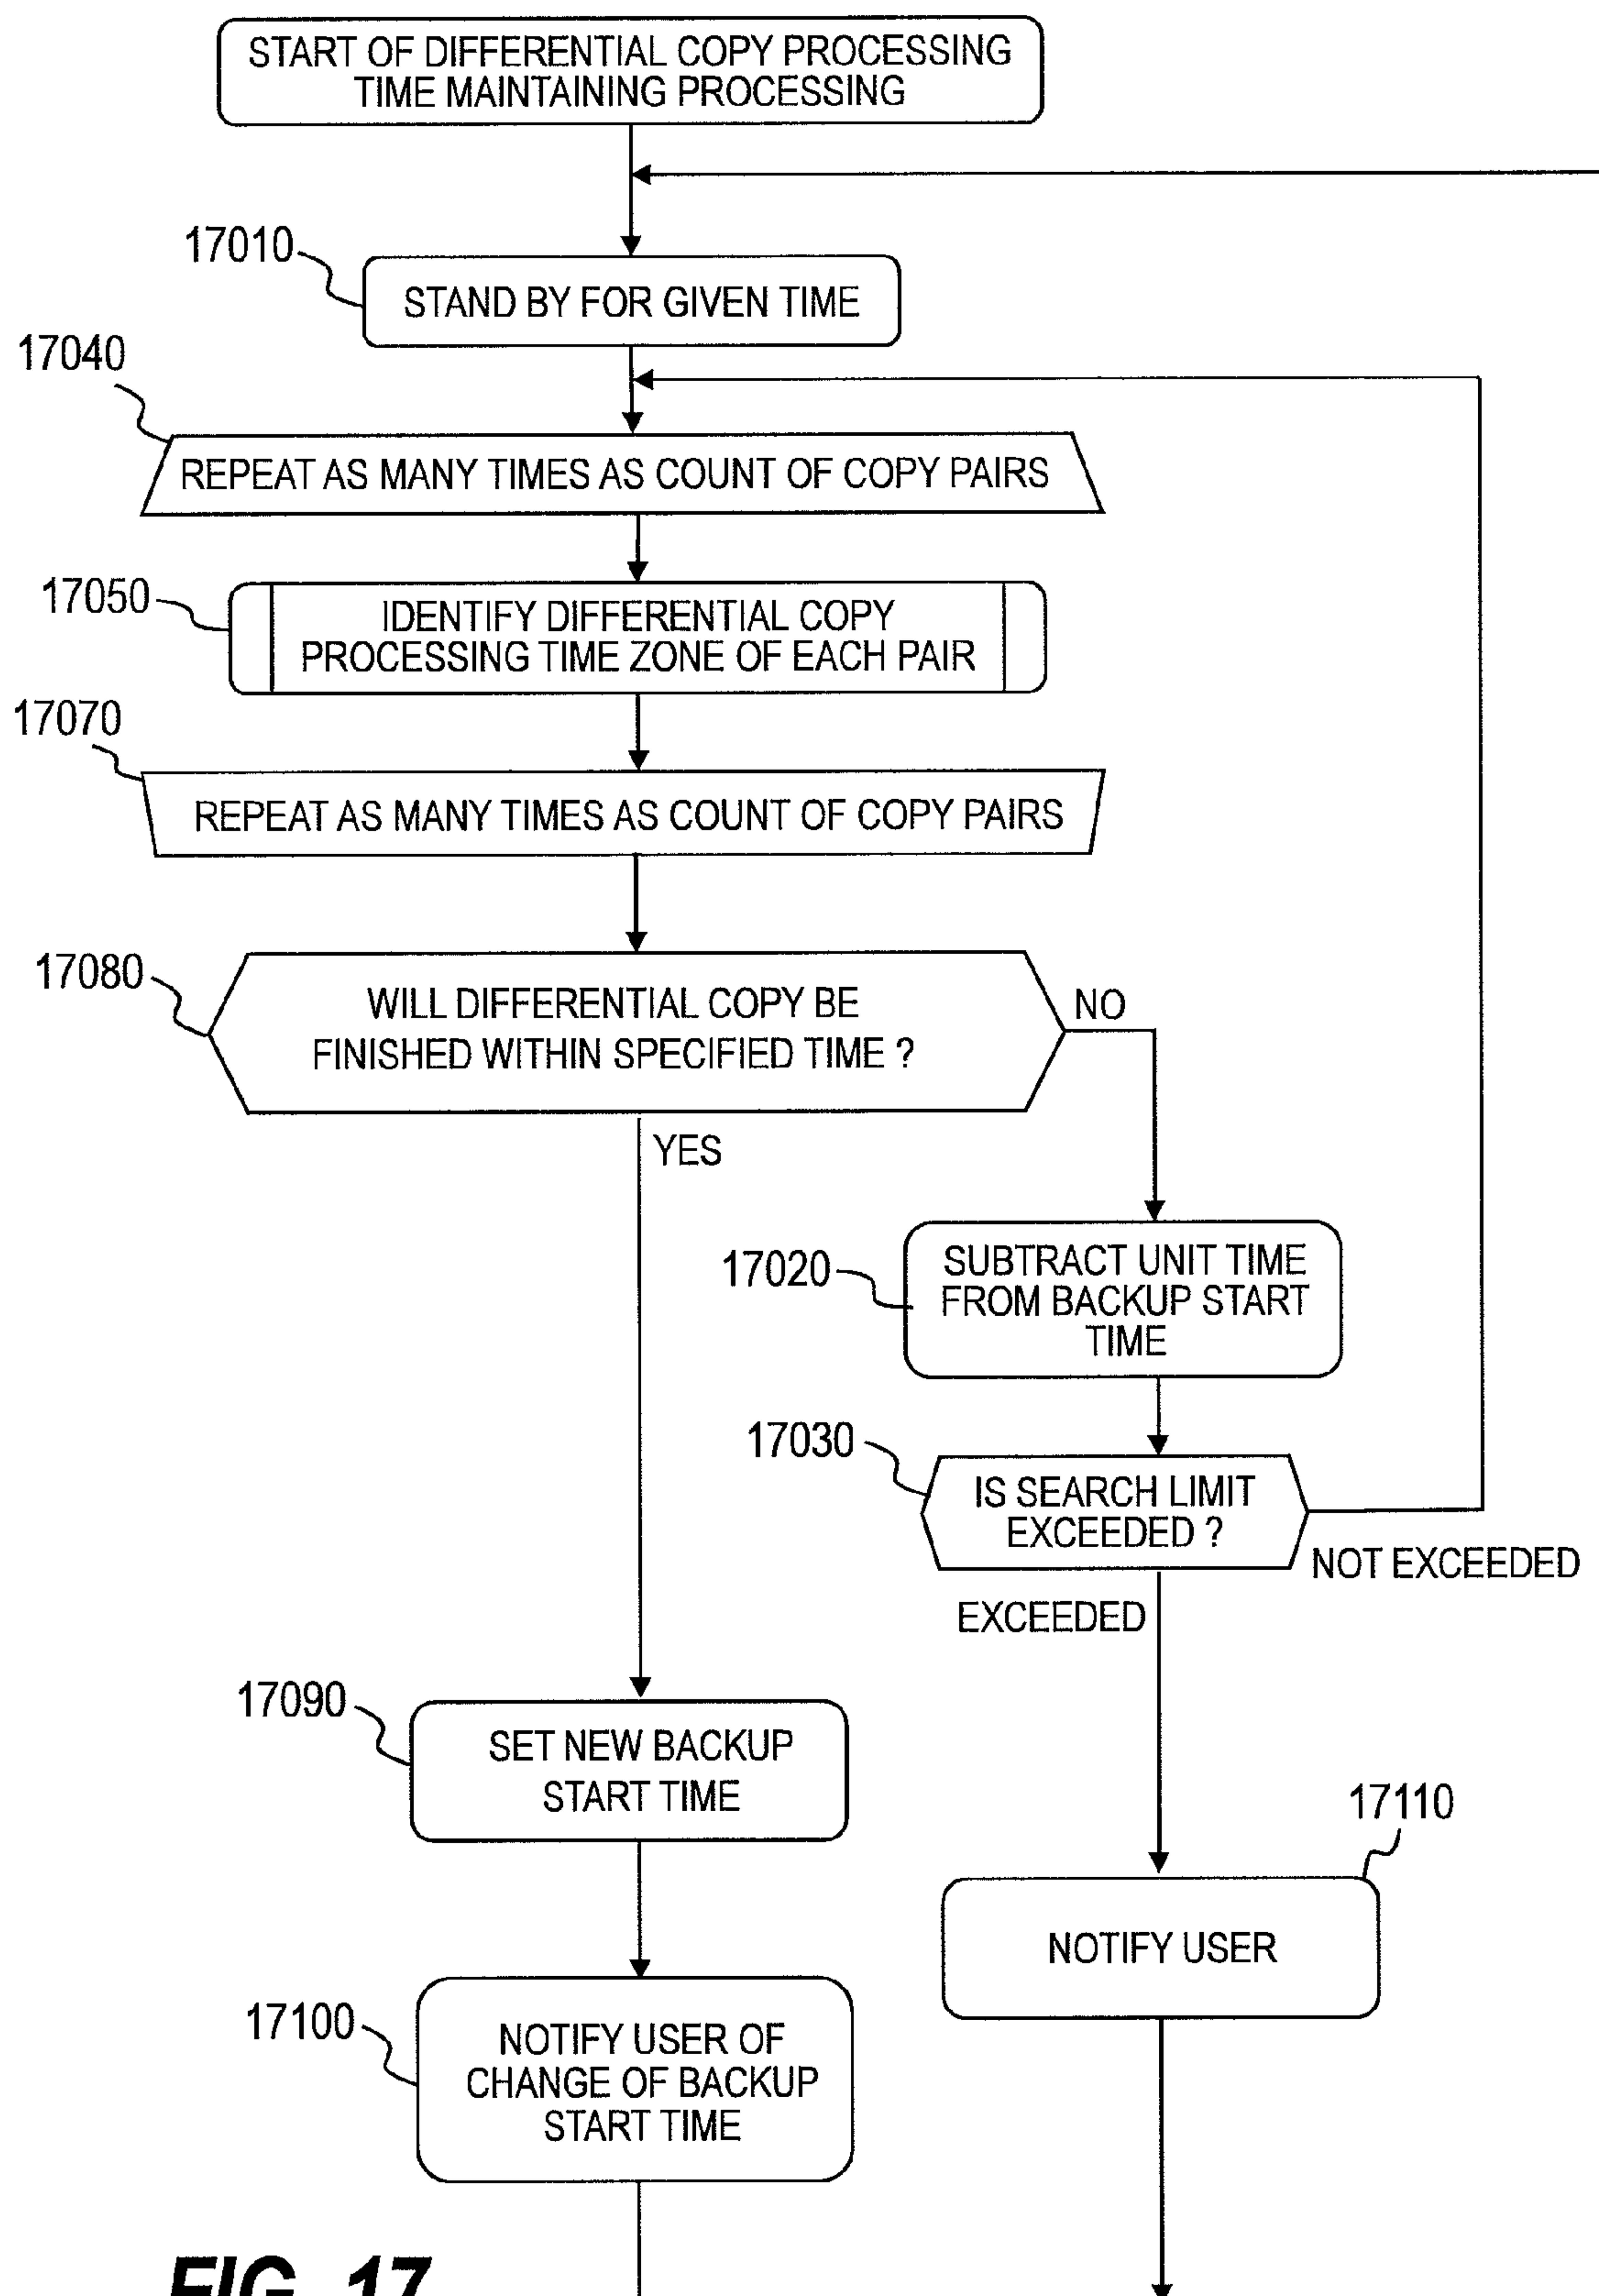 START OF DIFFERENTIAL COPY PROCESSING
TIME MAINTAINING PROCESSING
17010
STAND BY FOR GIVEN TIME
17040
REPEAT AS MANY TIMES AS COUNT OF COPY PAIRS
17050
IDENTIFY DIFFERENTIAL COPY
PROCESSING TIME ZONE OF EACH PAIR
17070
REPEAT AS MANY TIMES AS COUNT OF COPY PAIRS
17080
WILL DIFFERENTIAL COPY BE
FINISHED WITHIN SPECIFIED TIME ?
NO
YES
17020
SUBTRACT UNIT TIME
FROM BACKUP START
TIME
17030
IS SEARCH LIMIT
EXCEEDED ?
NOT EXCEEDED
EXCEEDED
17090
SET NEW BACKUP
START TIME
17110
NOTIFY USER
17100
NOTIFY USER OF
CHANGE OF BACKUP
START TIME
FIG. 17